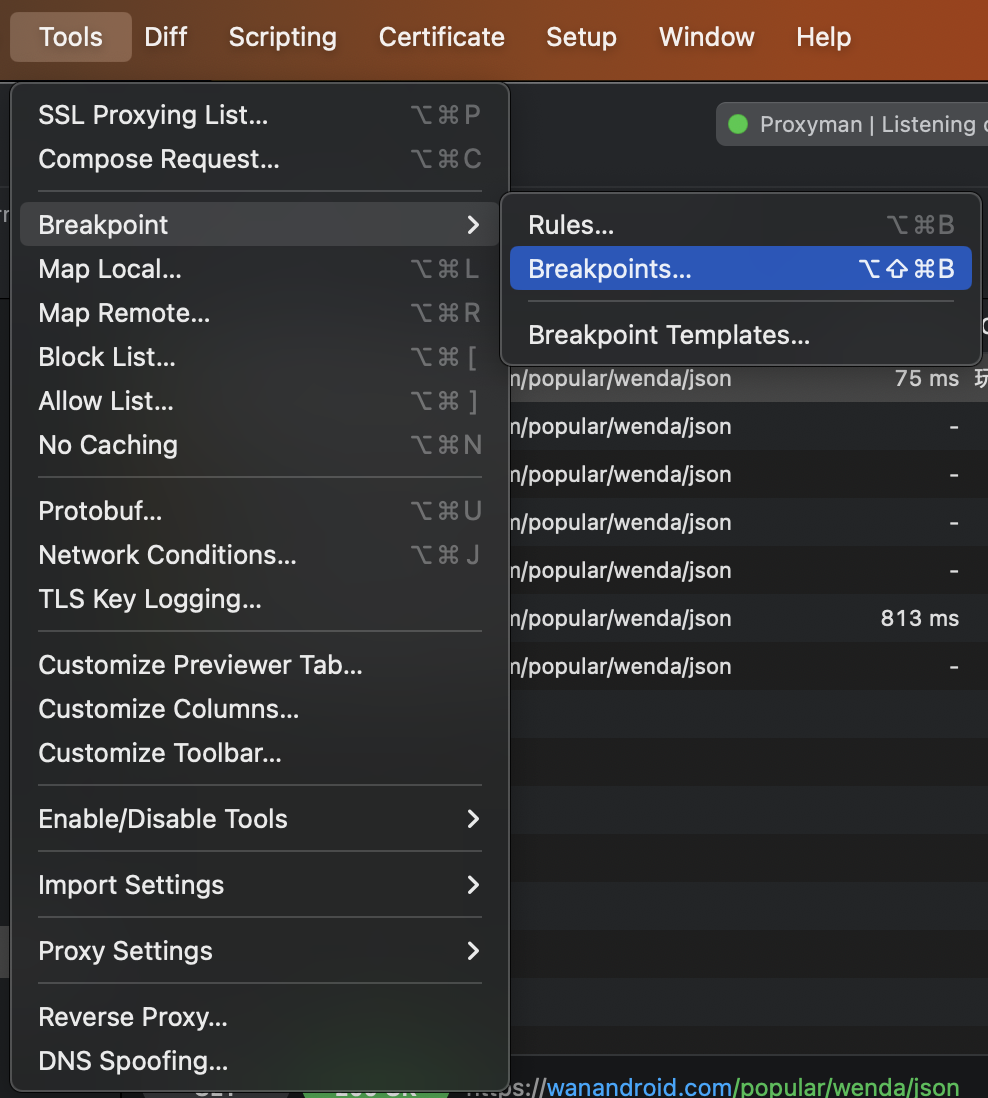 Tools Diff Scripting Certificate Setup Window Help
SSL Proxying List... ⌥⌘P
Compose Request... ⌥⌘C
Proxyman | Listening
Breakpoint
Map Local... ⌥⌘L
Map Remote... ⌥⌘R
Block List... ⌥⌘[
Allow List... ⌥⌘]
No Caching ⌥⌘N
Protobuf... ⌥⌘U
Network Conditions... ⌥⌘J
TLS Key Logging...
Customize Previewer Tab...
Customize Columns...
Customize Toolbar...
Enable/Disable Tools
Import Settings
Proxy Settings
Reverse Proxy...
DNS Spoofing...
Rules... ⌥⌘B
Breakpoints... ⌥⇧⌘B
Breakpoint Templates...
/popular/wenda/json 75 ms
/popular/wenda/json -
/popular/wenda/json -
/popular/wenda/json -
/popular/wenda/json -
/popular/wenda/json 813 ms
/popular/wenda/json -
https://wanandroid.com/popular/wenda/json